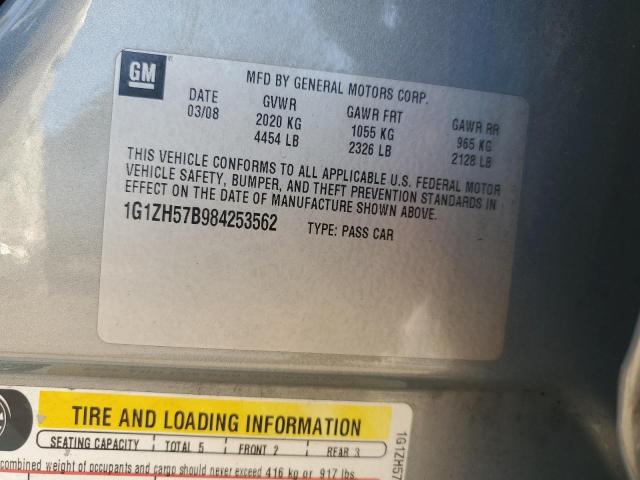 GM
MFD BY GENERAL MOTORS CORP.
DATE GVWR GAWR FRT GAWR RR
03/08 2020 KG 1055 KG 965 KG
4454 LB 2326 LB 2128 LB
THIS VEHICLE CONFORMS TO ALL APPLICABLE U.S. FEDERAL MOTOR
VEHICLE SAFETY, BUMPER, AND THEFT PREVENTION STANDARDS IN
EFFECT ON THE DATE OF MANUFACTURE SHOWN ABOVE.
1G1ZH57B984253562 TYPE: PASS CAR
TIRE AND LOADING INFORMATION
SEATING CAPACITY TOTAL 5 FRONT 2 REAR 3
combined weight of occupants and cargo should never exceed 416 kg or 917 lbs.
1G1ZH57